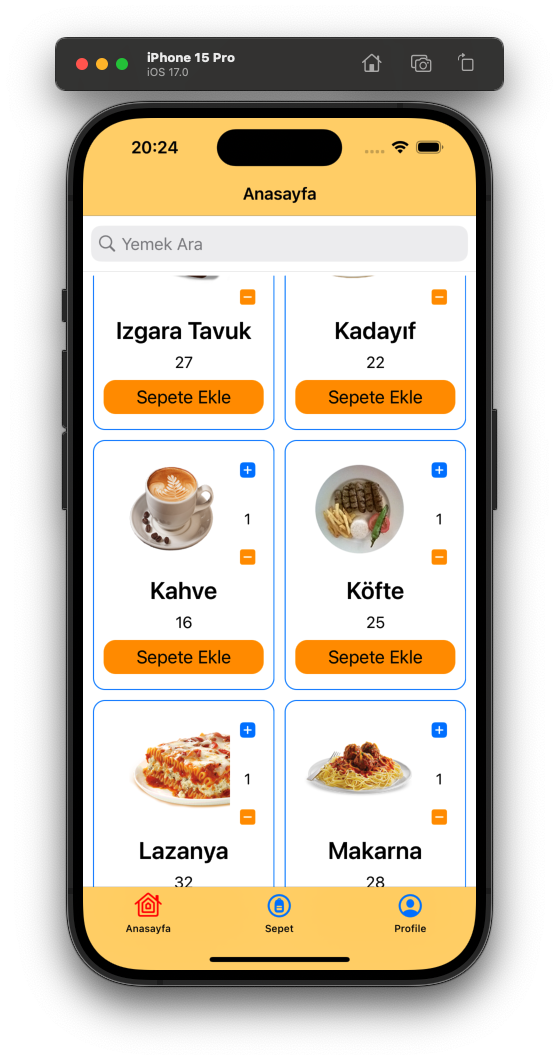 iPhone 15 Pro
iOS 17.0
20:24
Anasayfa
Yemek Ara
Izgara Tavuk
27
Sepete Ekle
Kadayıf
22
Sepete Ekle
1
Kahve
16
Sepete Ekle
1
Köfte
25
Sepete Ekle
1
Lazanya
32
1
Makarna
28
Anasayfa
Sepet
Profile